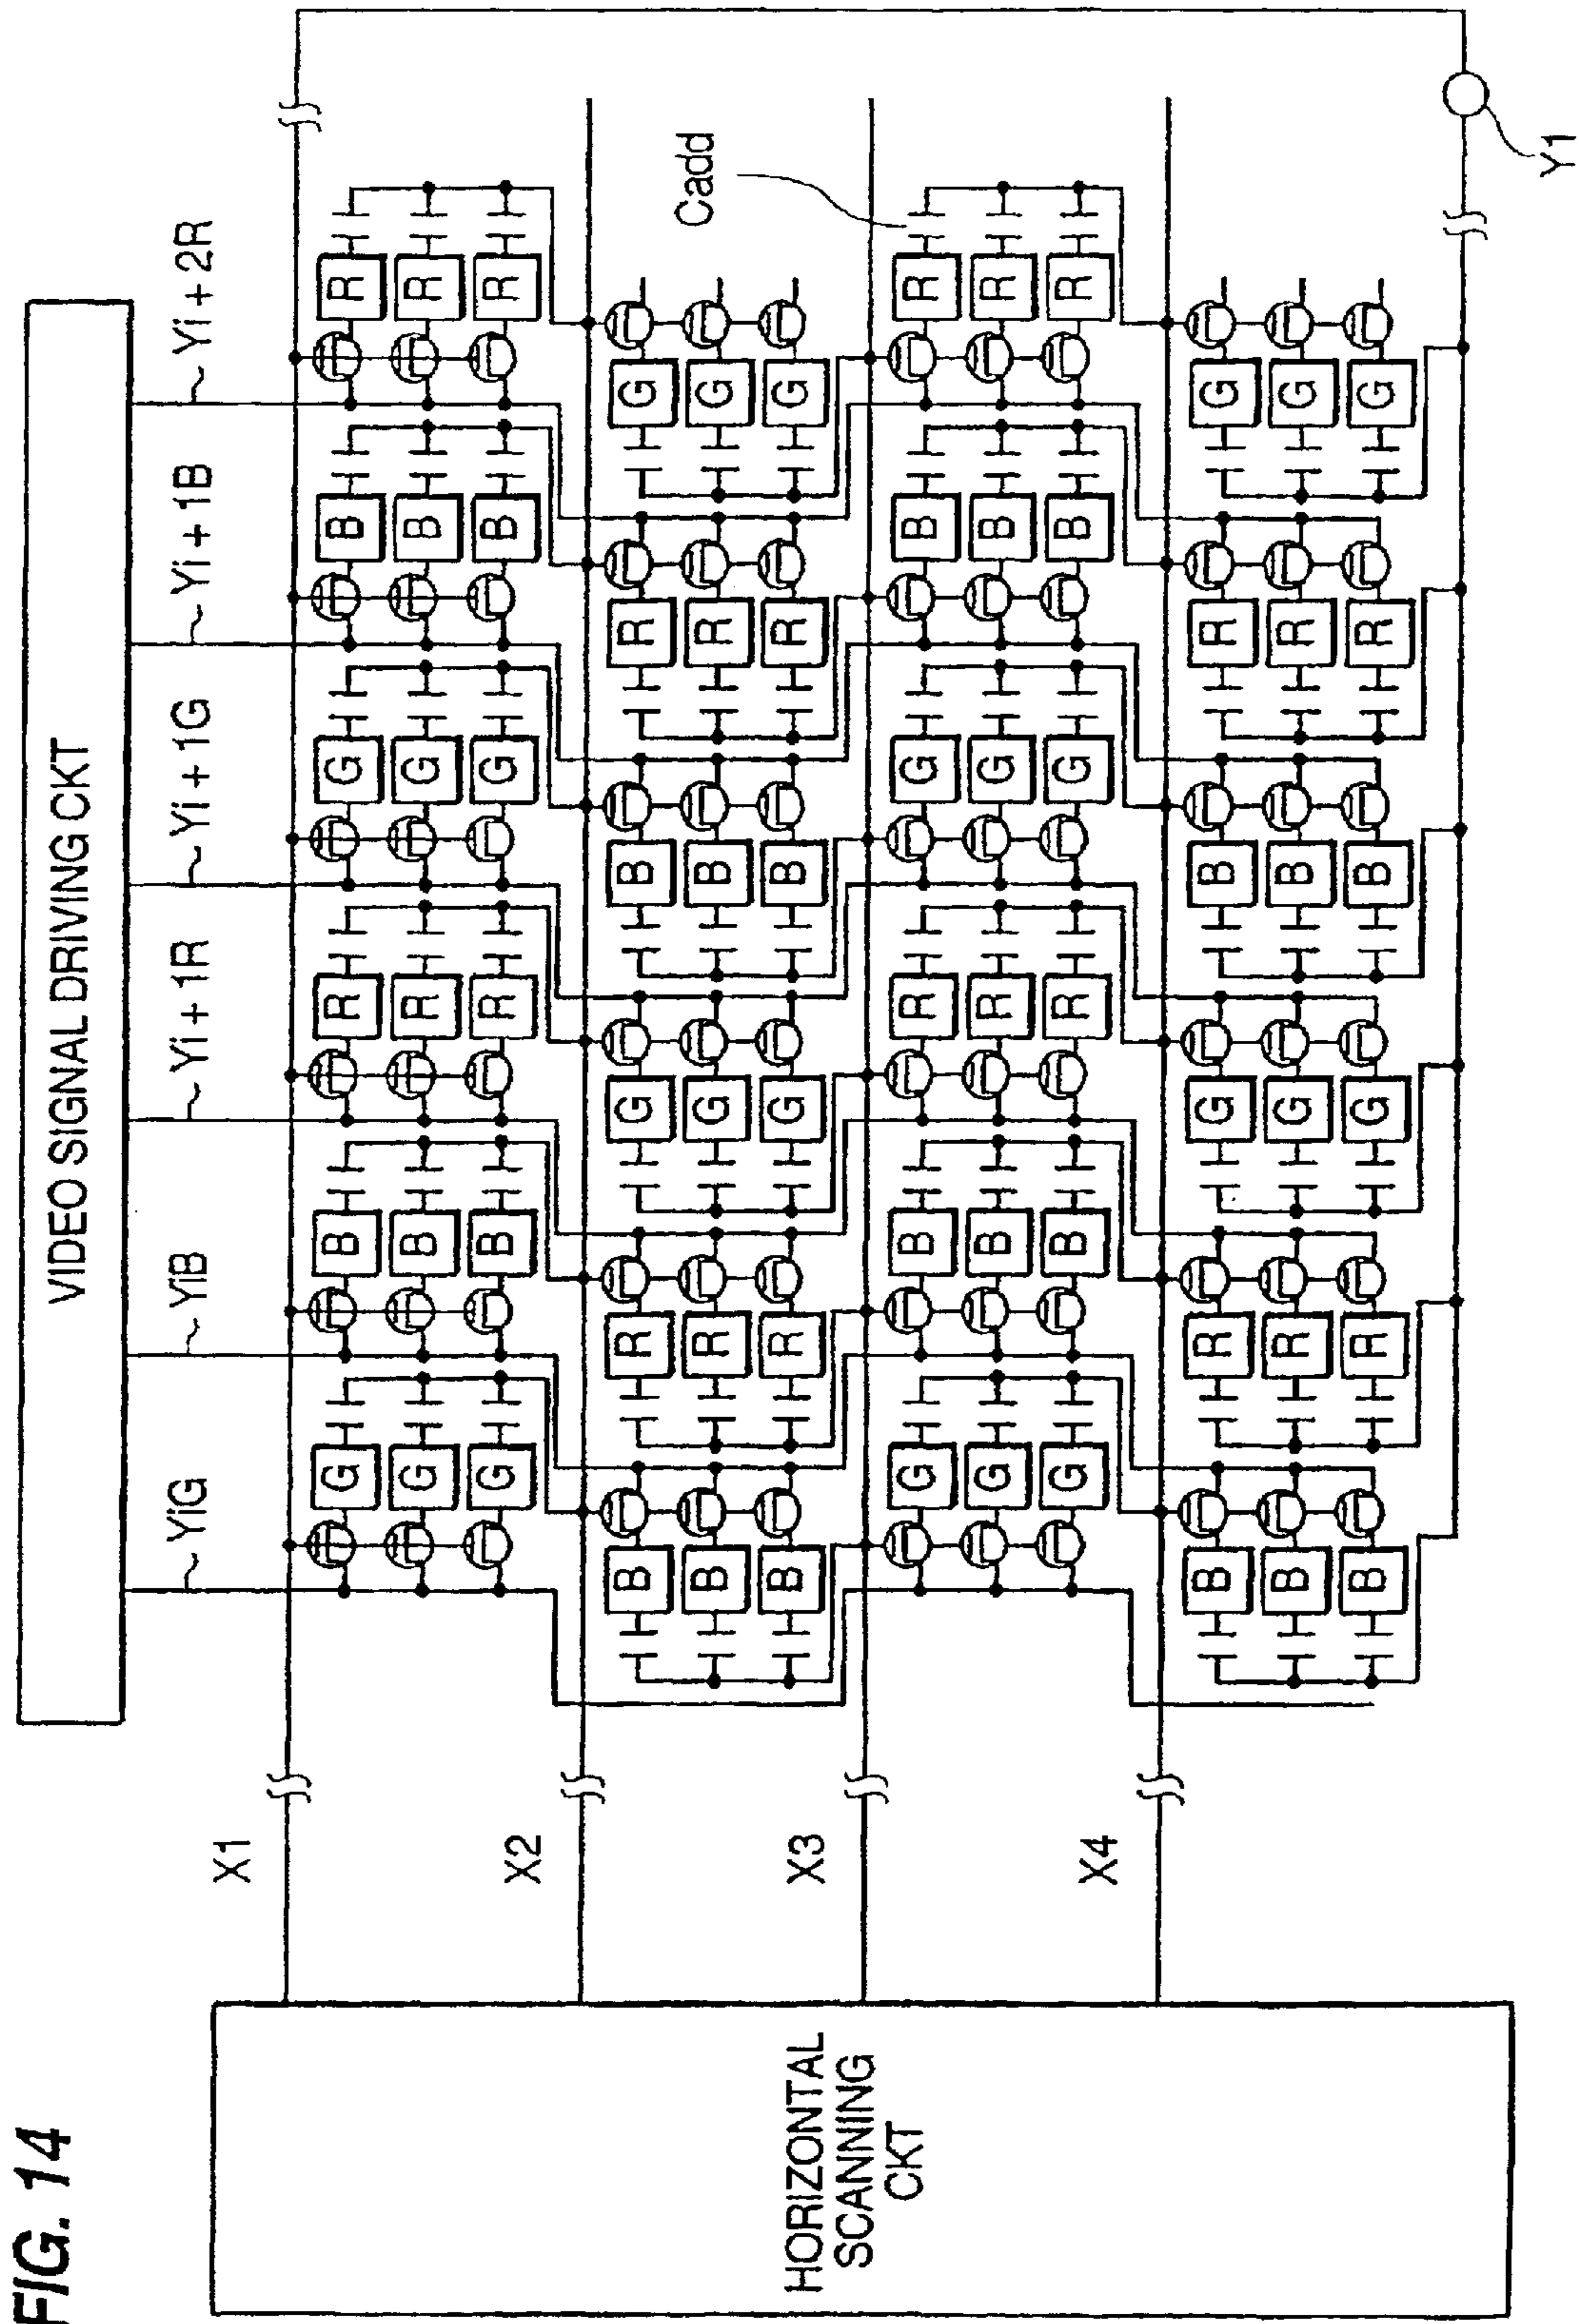 FIG. 14
VIDEO SIGNAL DRIVING CKT
YiG YiB Yi + 1R Yi + 1G Yi + 1B Yi + 2R
X1
G B R G B R
G B R G B R
G B R G B R
X2
B R G B R G
Cadd
B R G B R G
B R G B R G
HORIZONTAL
SCANNING
CKT
X3
G B R G B R
G B R G B R
G B R G B R
X4
B R G B R G
B R G B R G
B R G B R G
Y1